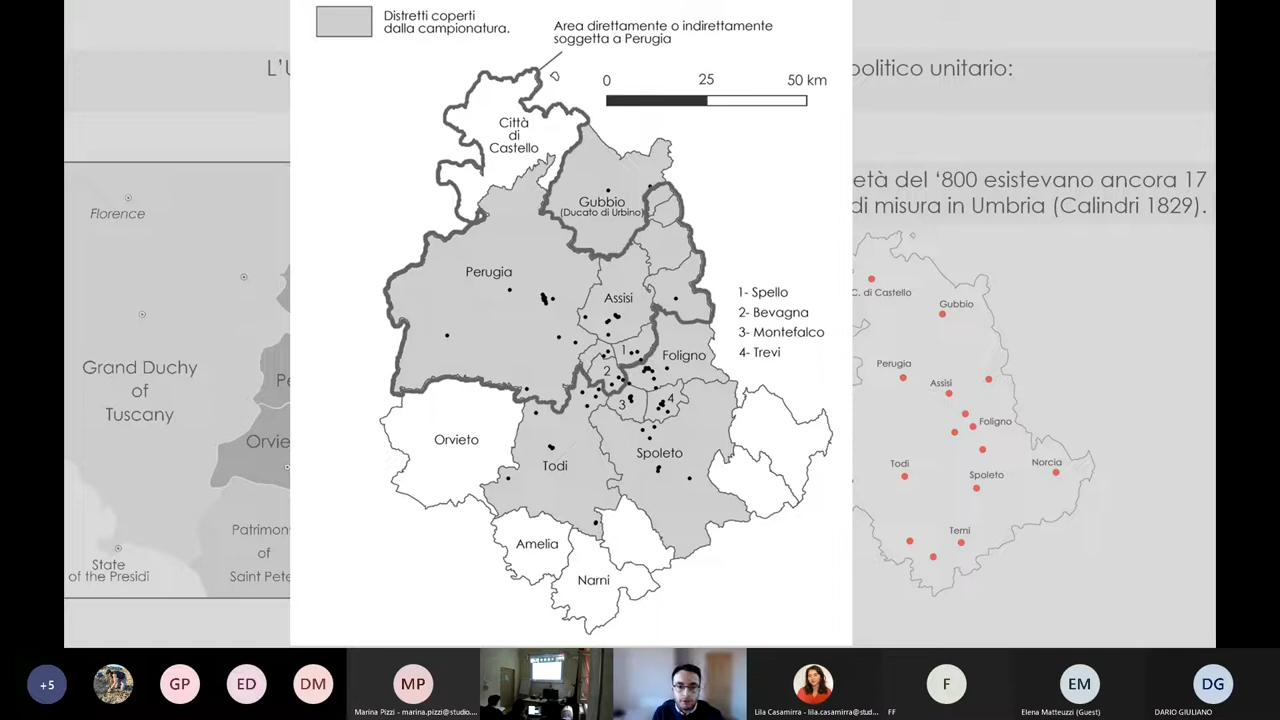 Distretti coperti
dalla campionatura.
Area direttamente o indirettamente
soggetta a Perugia
0 25 50 km
Città
di
Castello
Gubbio
(Ducato di Urbino)
Perugia
Assisi
1
Foligno
2
3
4
Orvieto
Todi
Spoleto
Amelia
Narni
1- Spello
2- Bevagna
3- Montefalco
4- Trevi
politico unitario:
età del ‘800 esistevano ancora 17
di misura in Umbria (Calindri 1829).
Florence
Grand Duchy
of
Tuscany
Orvie
Patrimon
of
Saint Pete
State
of the Presidi
C. di Castello
Gubbio
Perugia
Assisi
Foligno
Todi
Norcia
Spoleto
Terni
+5
GP
ED
DM
MP
Marina Pizzi - marina.pizzi@studio....
Lila Casamirra - lila.casamirra@stud...
F
FF
EM
Elena Matteuzzi (Guest)
DG
DARIO GIULIANO